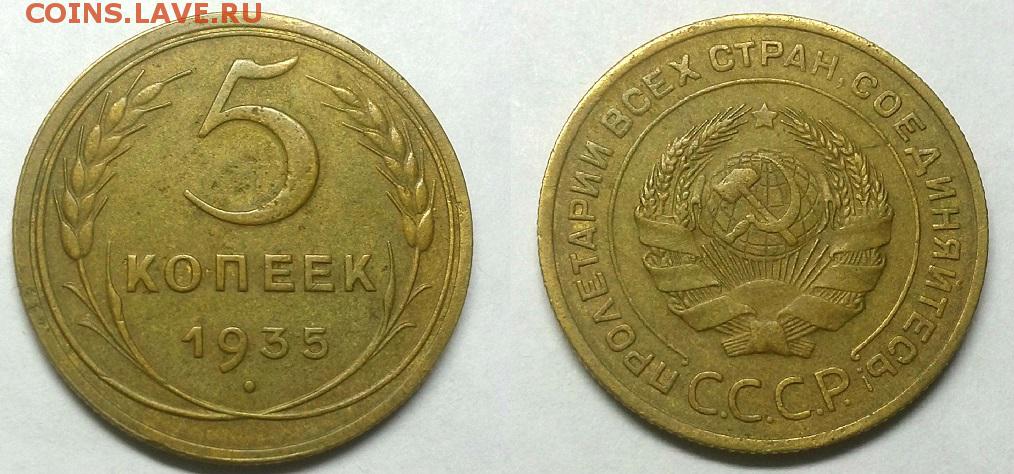 COINS.LAVE.RU
5
КОПЕЕК
1935
ПРОЛЕТАРИИ ВСЕХ СТРАН, СОЕДИНЯЙТЕСЬ!
С.С.С.Р.